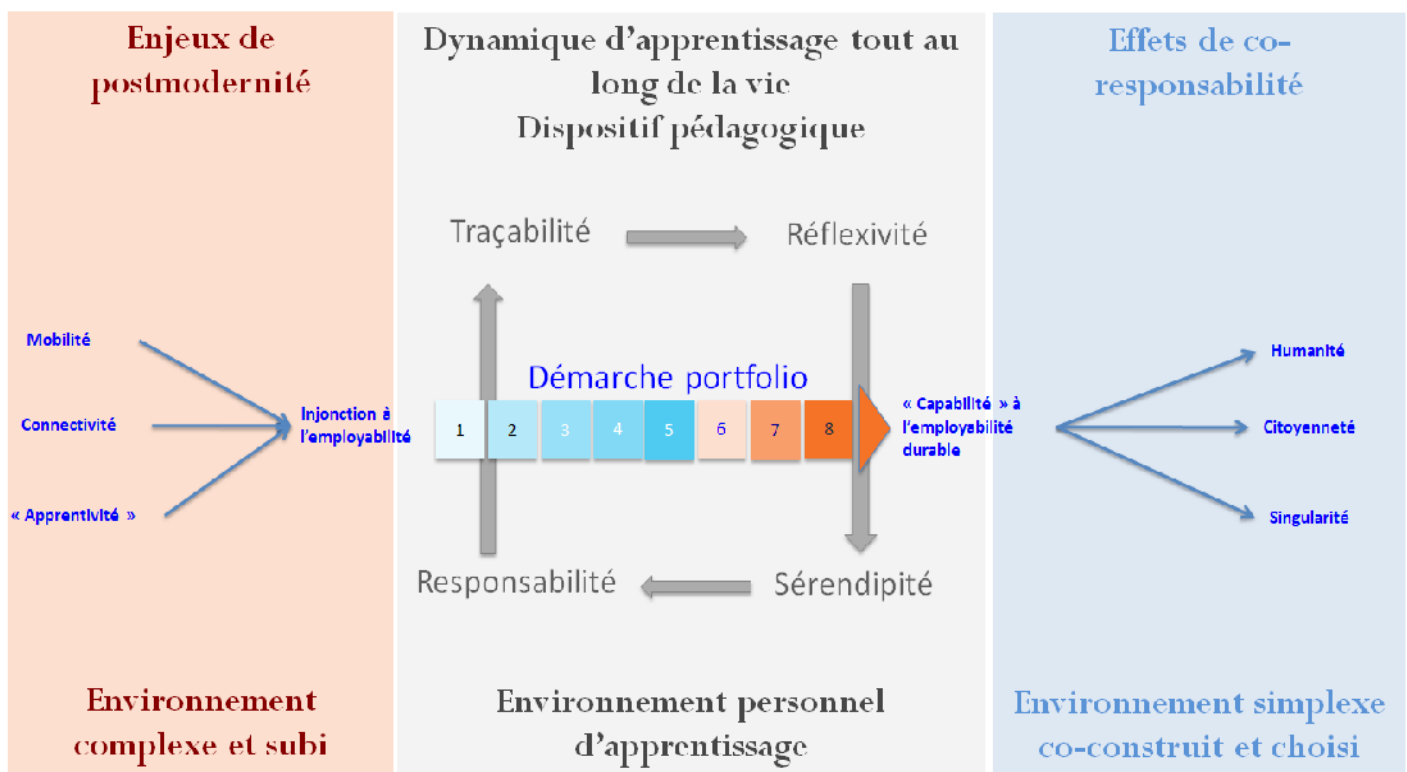 Enjeux de
postmodernité
Dynamique d’apprentissage tout au
long de la vie
Dispositif pédagogique
Effets de co-
responsabilité
Traçabilité
Réflexivité
Mobilité
Connectivité
« Apprentivité »
Injonction à
l’employabilité
Démarche portfolio
1 2 3 4 5 6 7 8
« Capabilité » à
l’employabilité
durable
Humanité
Citoyenneté
Singularité
Responsabilité
Sérendipité
Environnement
complexe et subi
Environnement personnel
d’apprentissage
Environnement simplexe
co-construit et choisi